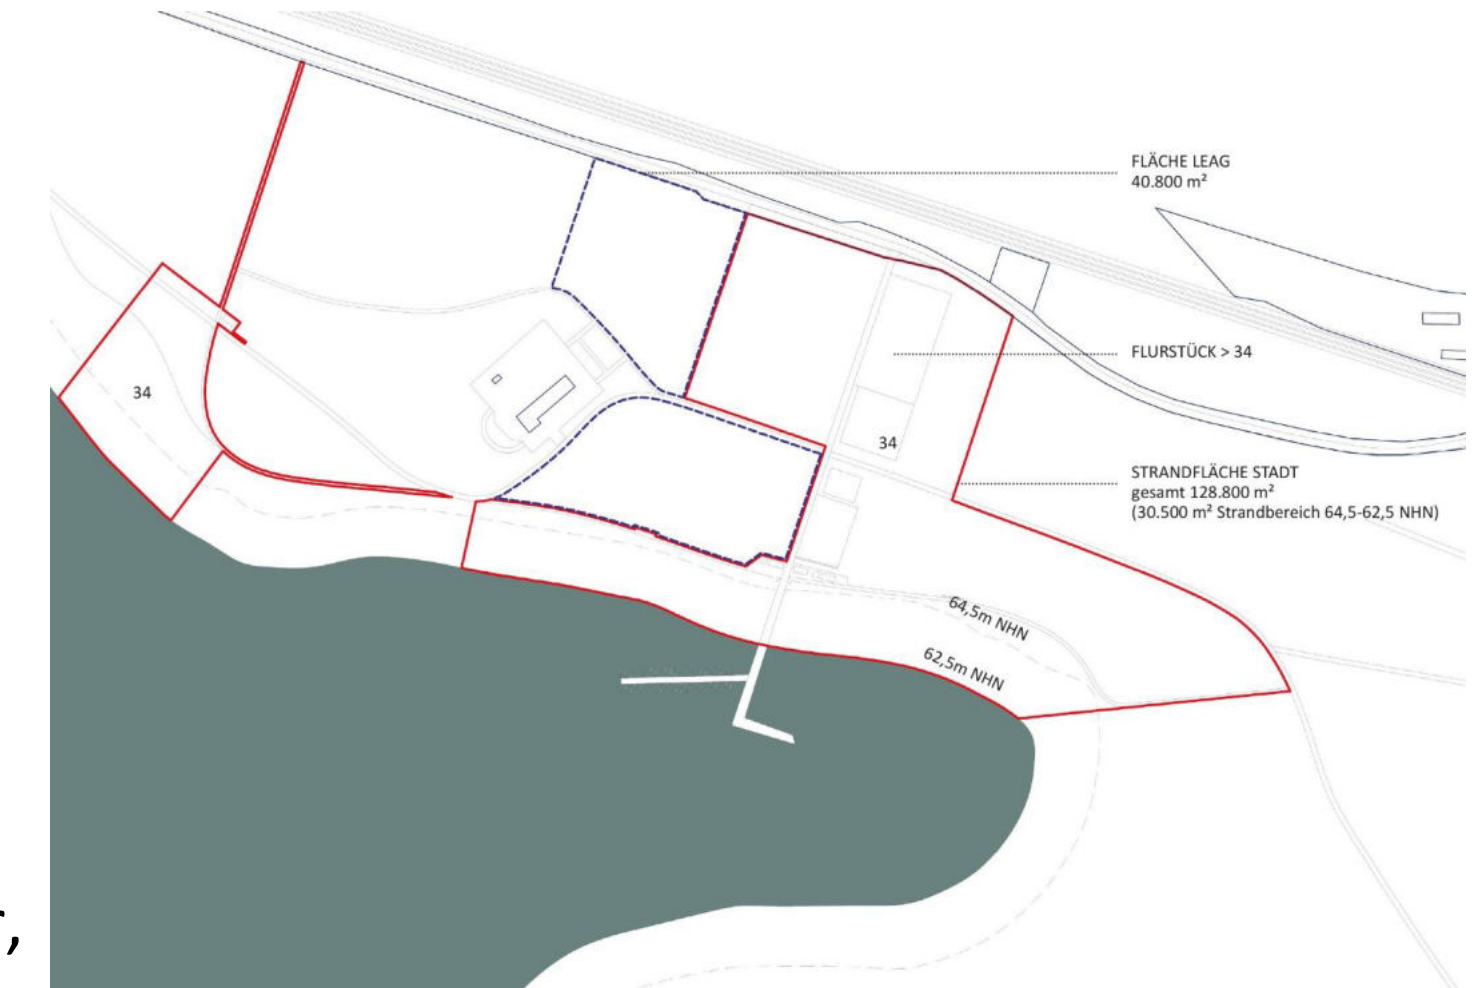 FLÄCHE LEAG
40.800 m²
FLURSTÜCK > 34
34
34
STRANDFLÄCHE STADT
gesamt 128.800 m²
(30.500 m² Strandbereich 64,5-62,5 NHN)
64,5m NHN
62,5m NHN